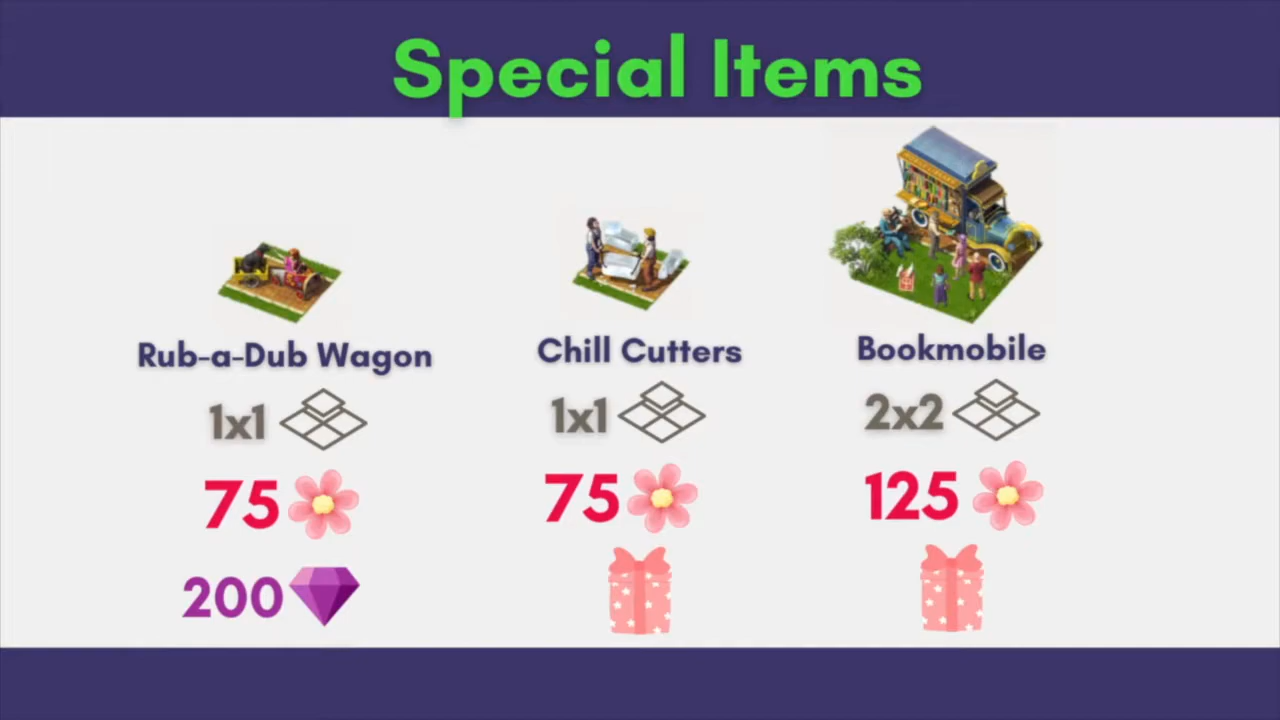 Special Items
Rub-a-Dub Wagon
Chill Cutters
Bookmobile
1x1
1x1
2x2
75
75
125
200